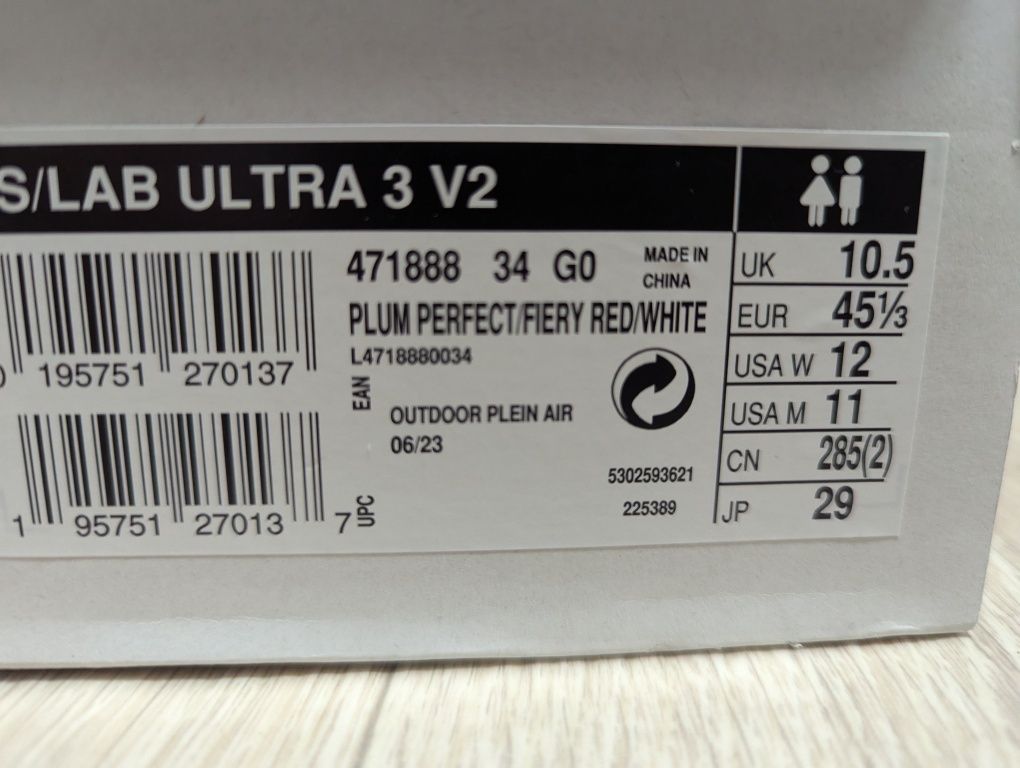 S/LAB ULTRA 3 V2
471888 34 G0
MADE IN
CHINA
PLUM PERFECT/FIERY RED/WHITE
L4718880034
0 195751 270137
EAN
OUTDOOR PLEIN AIR
06/23
1 95751 27013 7
UPC
5302593621
225389
UK 10.5
EUR 45⅓
USA W 12
USA M 11
CN 285(2)
JP 29